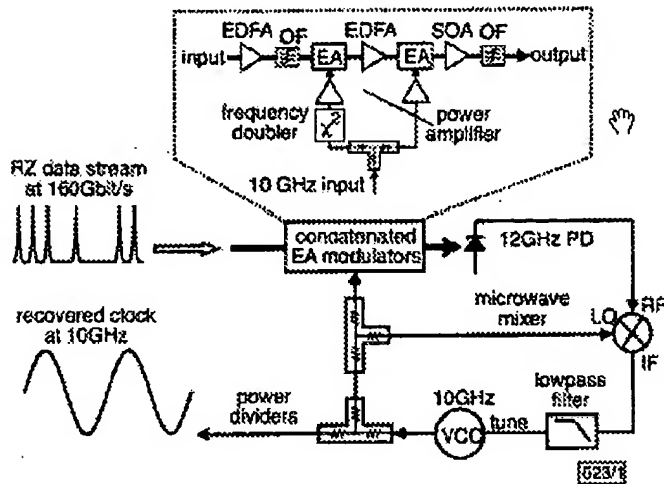 EDFA OF EDFA SOA OF
input EA EA output
frequency doubler
x²
power amplifier
10 GHz input
RZ data stream
at 160Gbit/s
concatenated
EA modulators
12GHz PD
recovered clock
at 10GHz
microwave
mixer
LO
RF
IF
power
dividers
10GHz
VCO
tune
lowpass
filter
623/1